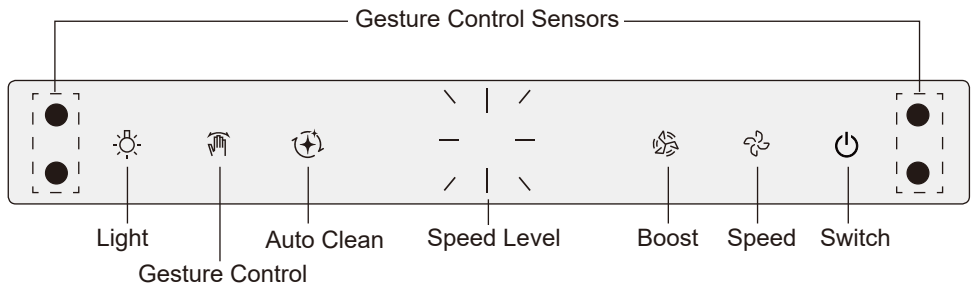 Gesture Control Sensors
Light
Gesture Control
Auto Clean
Speed Level
Boost
Speed
Switch